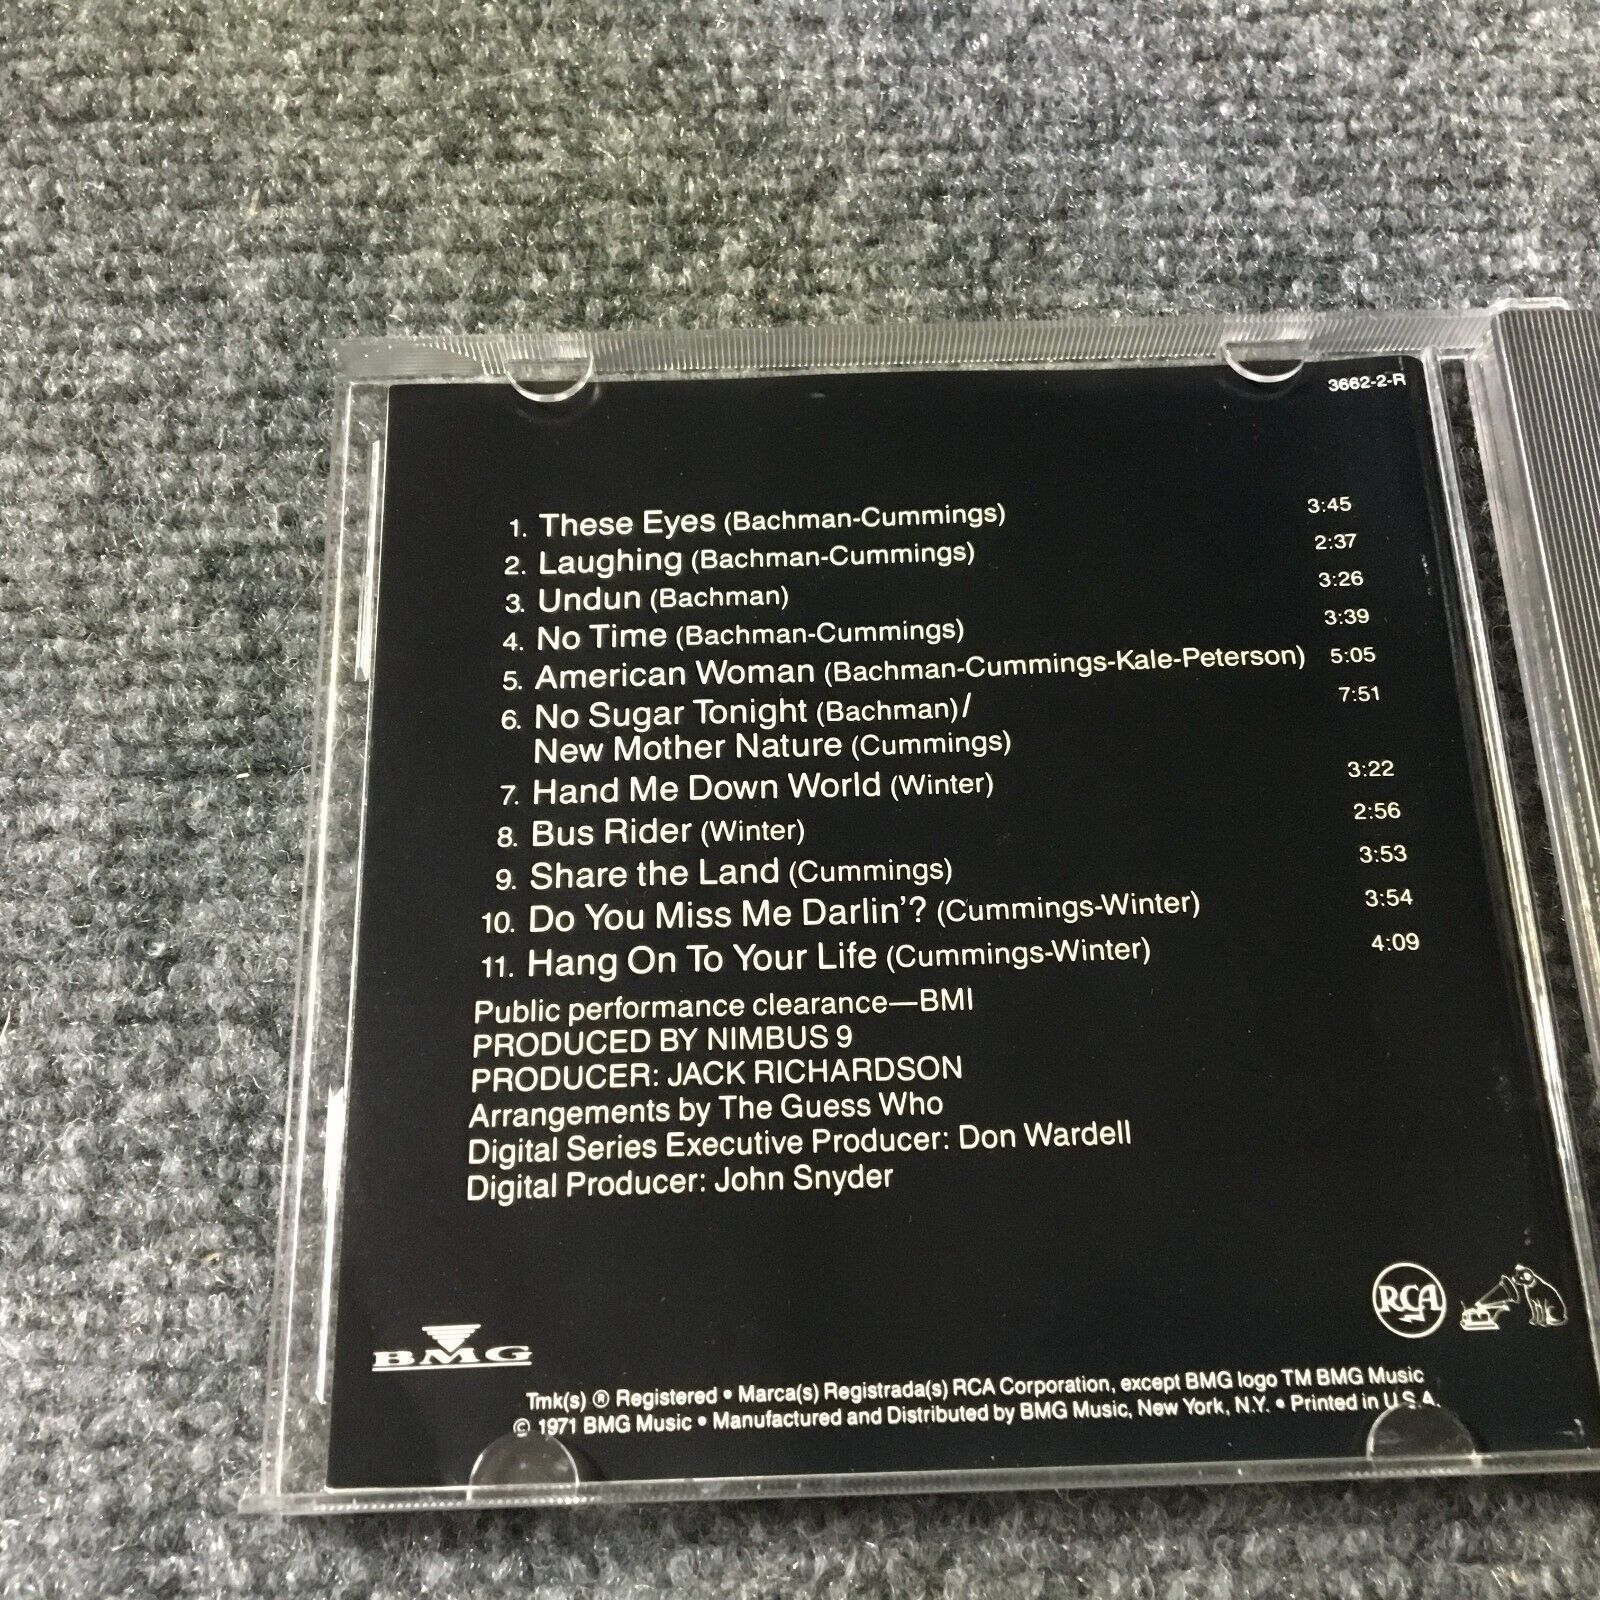 3662-2-R
1. These Eyes (Bachman-Cummings) 3:45
2. Laughing (Bachman-Cummings) 2:37
3. Undun (Bachman) 3:26
4. No Time (Bachman-Cummings) 3:39
5. American Woman (Bachman-Cummings-Kale-Peterson) 5:05
6. No Sugar Tonight (Bachman)/ 7:51
New Mother Nature (Cummings)
7. Hand Me Down World (Winter) 3:22
8. Bus Rider (Winter) 2:56
9. Share the Land (Cummings) 3:53
10. Do You Miss Me Darlin'? (Cummings-Winter) 3:54
11. Hang On To Your Life (Cummings-Winter) 4:09
Public performance clearance—BMI
PRODUCED BY NIMBUS 9
PRODUCER: JACK RICHARDSON
Arrangements by The Guess Who
Digital Series Executive Producer: Don Wardell
Digital Producer: John Snyder
RCA
BMG
Tmk(s) ® Registered • Marca(s) Registrada(s) RCA Corporation, except BMG logo TM BMG Music
© 1971 BMG Music • Manufactured and Distributed by BMG Music, New York, N.Y. • Printed in U.S.A.